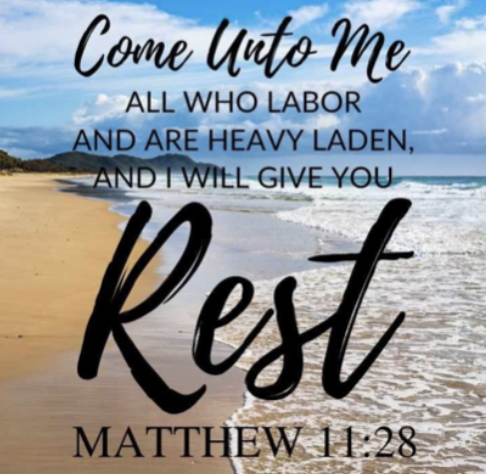 Come Unto Me
ALL WHO LABOR
AND ARE HEAVY LADEN,
AND I WILL GIVE YOU
Rest
MATTHEW 11:28